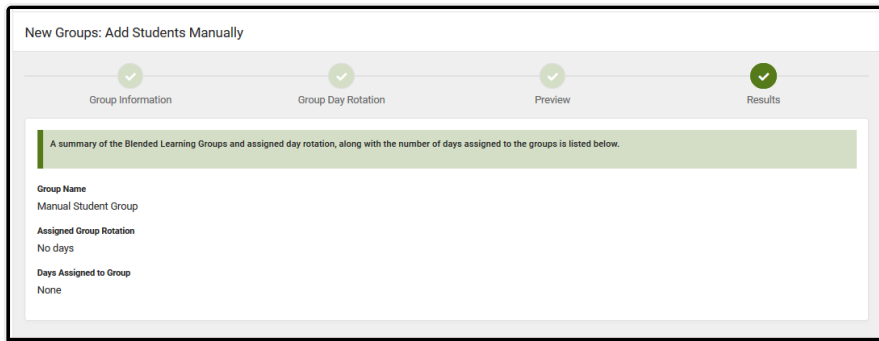 New Groups: Add Students Manually
Group Information
Group Day Rotation
Preview
Results
A summary of the Blended Learning Groups and assigned day rotation, along with the number of days assigned to the groups is listed below.
Group Name
Manual Student Group
Assigned Group Rotation
No days
Days Assigned to Group
None